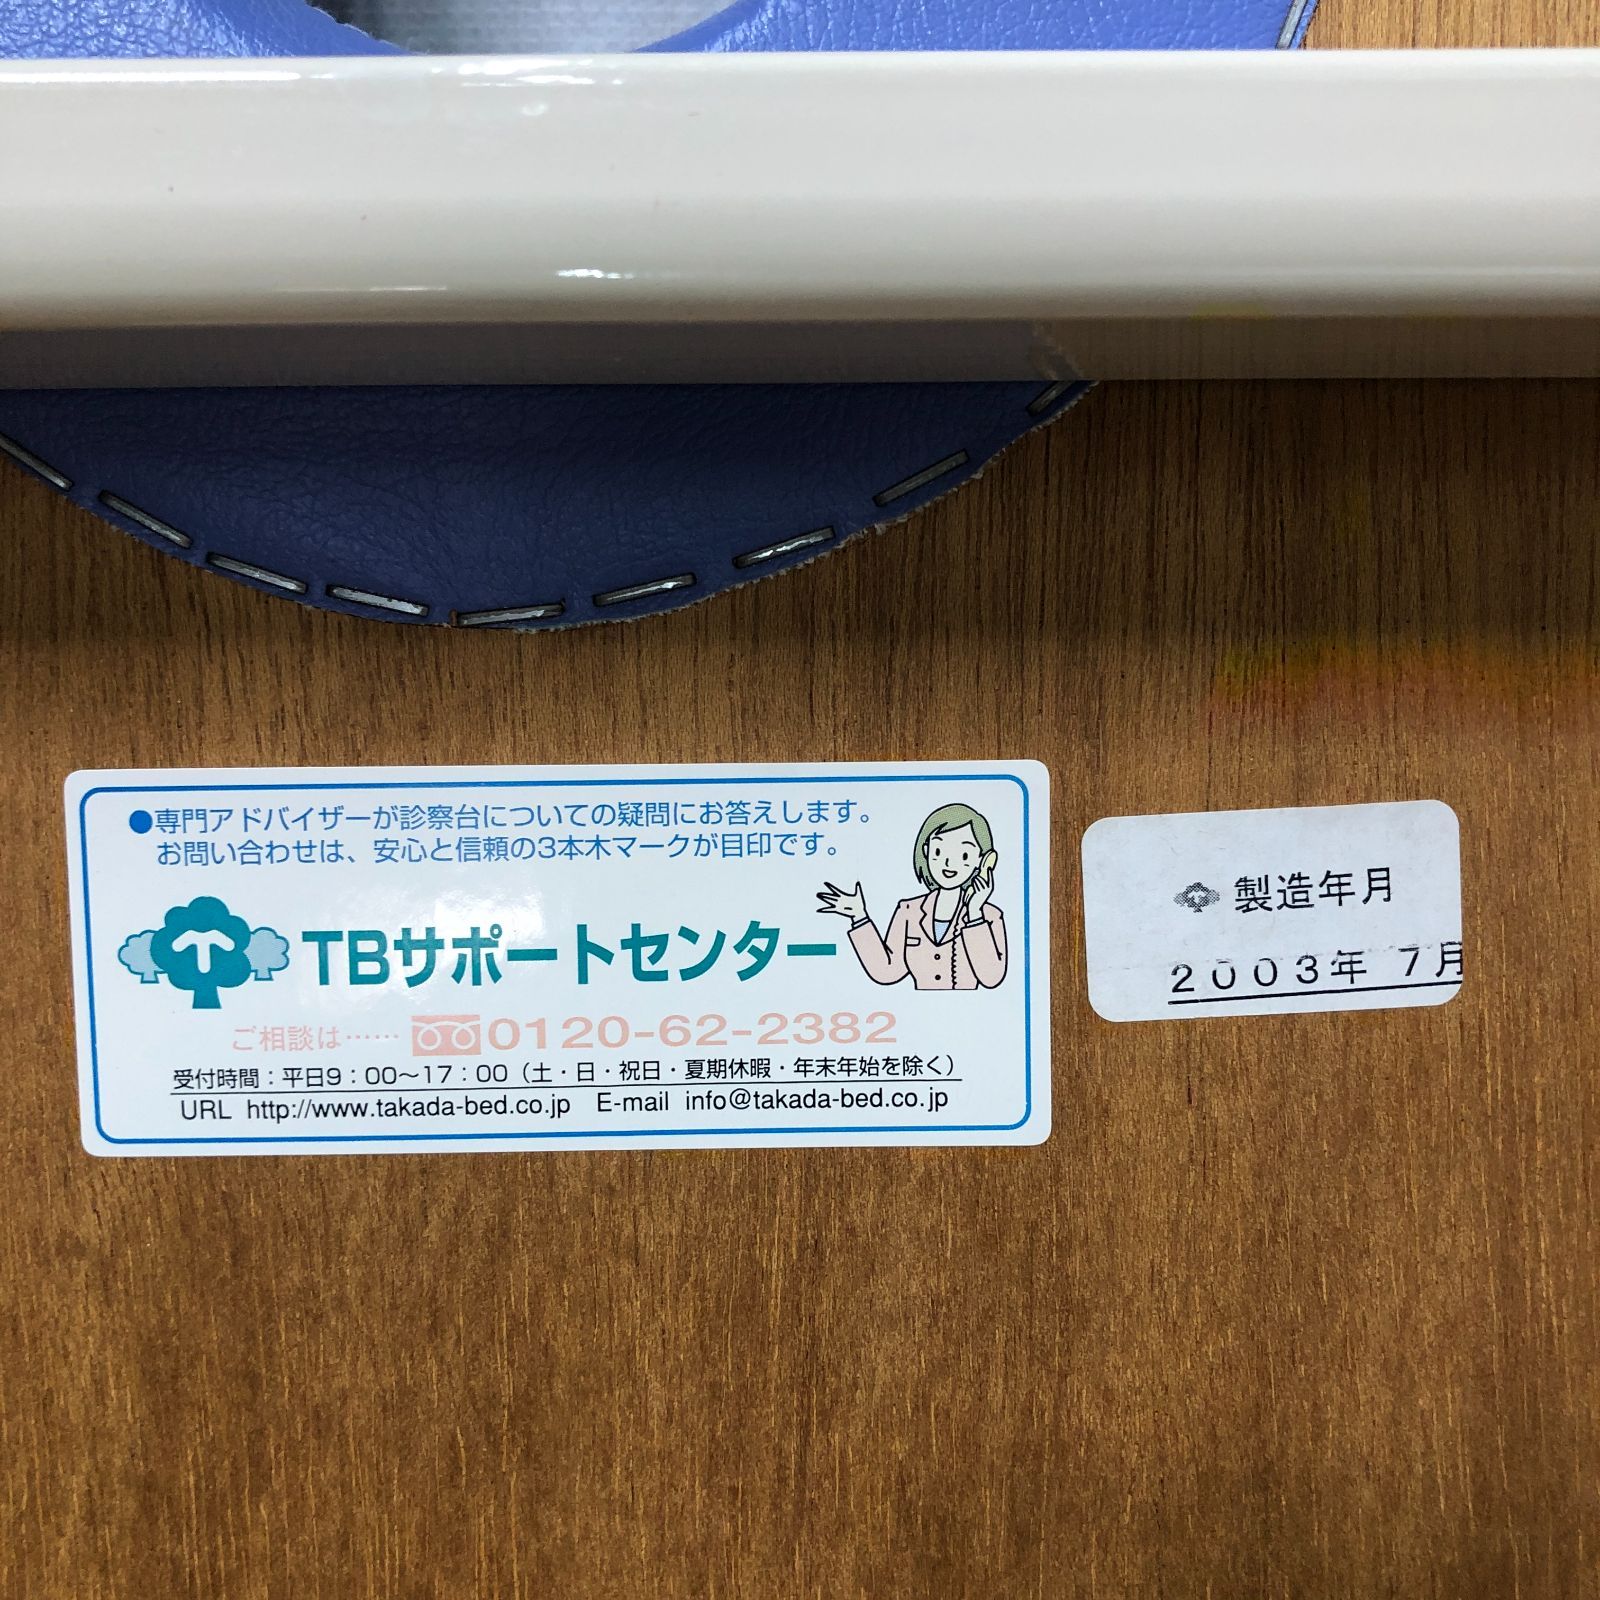 ●専門アドバイザーが診察台についての疑問にお答えします。
お問い合わせは、安心と信頼の3本木マークが目印です。
TBサポートセンター
ご相談は……0120-62-2382
受付時間：平日9：00〜17：00（土・日・祝日・夏期休暇・年末年始を除く）
URL http://www.takada-bed.co.jp E-mail info@takada-bed.co.jp
製造年月
２００３年 ７月